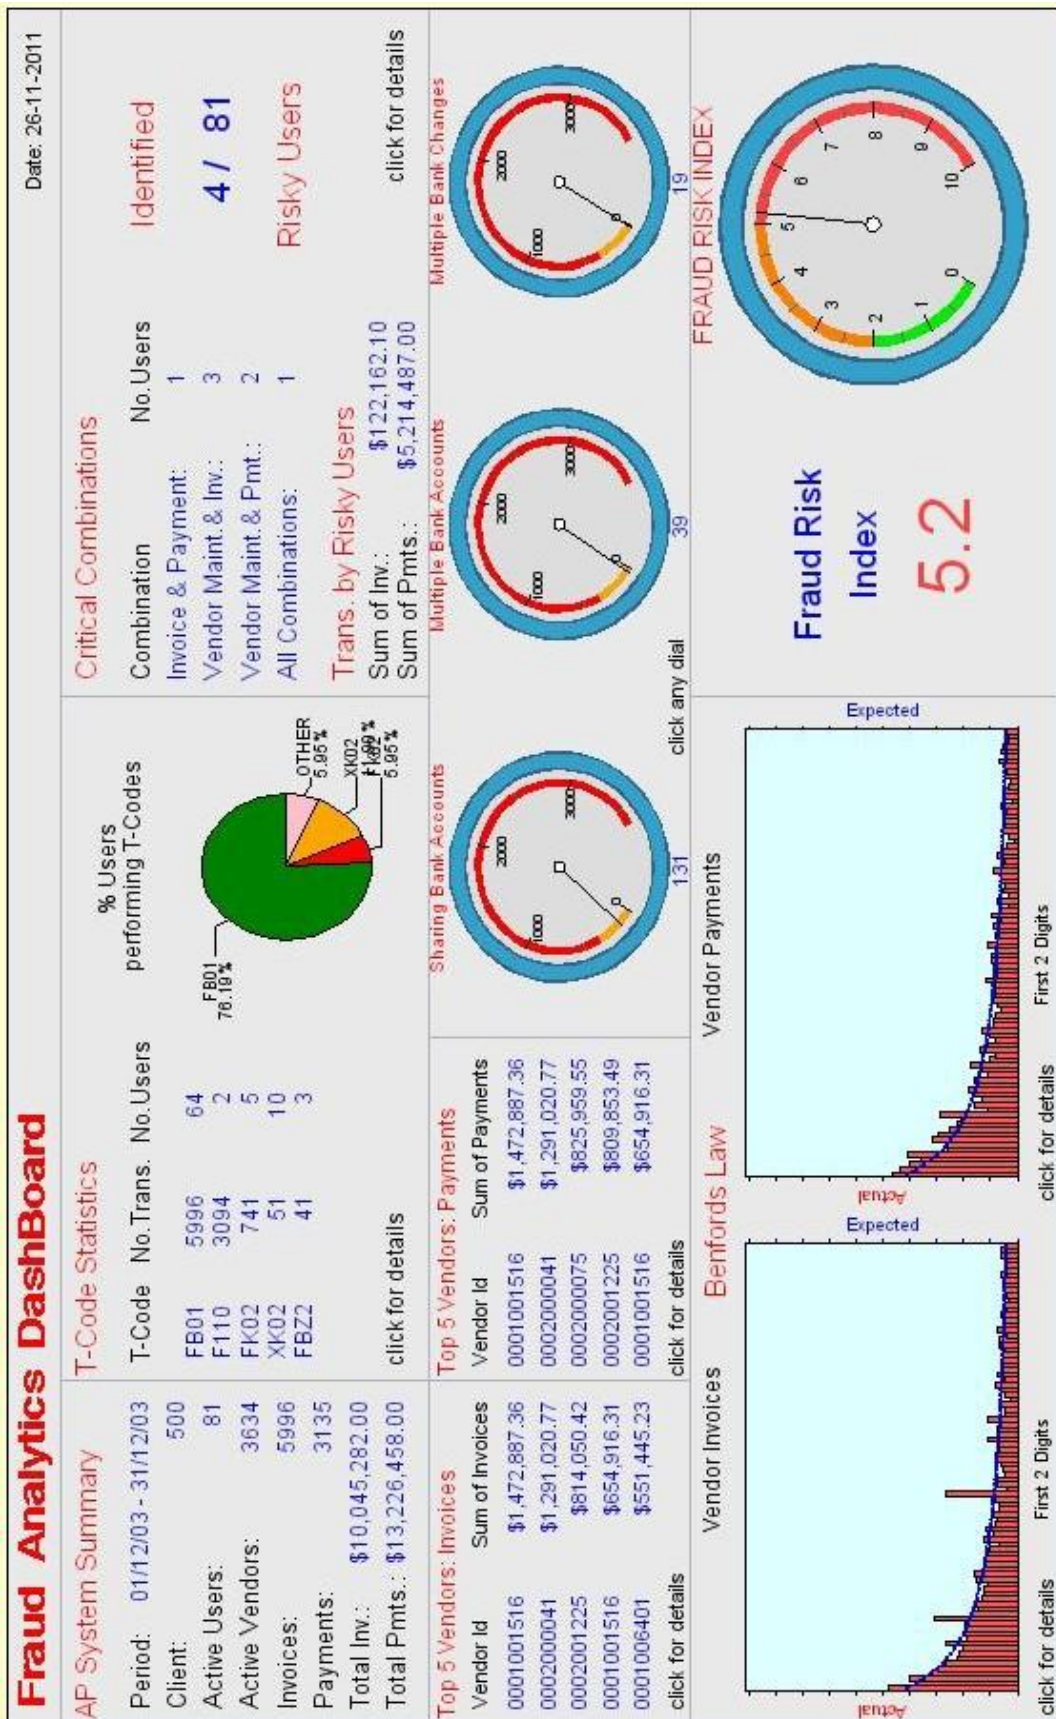 Fraud Analytics DashBoard
Date: 26-11-2011
AP System Summary
Period: 01/12/03 - 31/12/03
Client: 500
Active Users: 81
Active Vendors: 3634
Invoices: 5996
Payments: 3135
Total Inv.: $10,045,282.00
Total Pmts.: $13,226,458.00
T-Code Statistics
T-Code No.Trans. No.Users
FB01 5996 64
F110 3094 2
FK02 741 5
XK02 51 10
FBZ2 41 3
click for details
% Users
performing T-Codes
FB01
76.19%
OTHER
5.95%
XK02
5.95%
Critical Combinations
Combination No.Users
Invoice & Payment: 1
Vendor Maint.& Inv.: 3
Vendor Maint.& Pmt.: 2
All Combinations: 1
Identified
4 / 81
Risky Users
Trans. by Risky Users
Sum of Inv.: $122,162.10
Sum of Pmts.: $5,214,487.00
click for details
Top 5 Vendors: Invoices
Vendor Id Sum of Invoices
0001001516 $1,472,887.36
0002000041 $1,291,020.77
0002001225 $814,050.42
0001001516 $654,916.31
0001006401 $551,445.23
click for details
Top 5 Vendors: Payments
Vendor Id Sum of Payments
0001001516 $1,472,887.36
0002000041 $1,291,020.77
0002000075 $825,959.55
0002001225 $809,853.49
0001001516 $654,916.31
click for details
Sharing Bank Accounts
0 1000 2000 3000
131
Multiple Bank Accounts
0 1000 2000 3000
39
Multiple Bank Changes
0 1000 2000 3000
19
click any dial
Benfords Law
Vendor Invoices
Actual
Expected
First 2 Digits
click for details
Vendor Payments
Actual
Expected
First 2 Digits
click for details
Fraud Risk
Index
5.2
FRAUD RISK INDEX
0 1 2 3 4 5 6 7 8 9 10